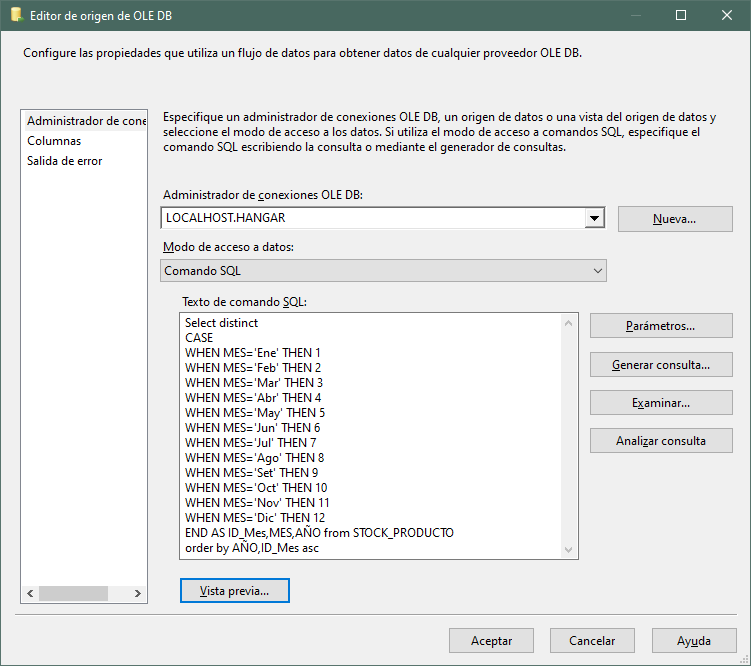 Editor de origen de OLE DB
Configure las propiedades que utiliza un flujo de datos para obtener datos de cualquier proveedor OLE DB.
Administrador de cone
Columnas
Salida de error
Especifique un administrador de conexiones OLE DB, un origen de datos o una vista del origen de datos y
seleccione el modo de acceso a los datos. Si utiliza el modo de acceso a comandos SQL, especifique el
comando SQL escribiendo la consulta o mediante el generador de consultas.
Administrador de conexiones OLE DB:
LOCALHOST.HANGAR
Nueva...
Modo de acceso a datos:
Comando SQL
Texto de comando SQL:
Select distinct
CASE
WHEN MES='Ene' THEN 1
WHEN MES='Feb' THEN 2
WHEN MES='Mar' THEN 3
WHEN MES='Abr' THEN 4
WHEN MES='May' THEN 5
WHEN MES='Jun' THEN 6
WHEN MES='Jul' THEN 7
WHEN MES='Ago' THEN 8
WHEN MES='Set' THEN 9
WHEN MES='Oct' THEN 10
WHEN MES='Nov' THEN 11
WHEN MES='Dic' THEN 12
END AS ID_Mes,MES,AÑO from STOCK_PRODUCTO
order by AÑO,ID_Mes asc
Parámetros...
Generar consulta...
Examinar...
Analizar consulta
Vista previa...
Aceptar
Cancelar
Ayuda